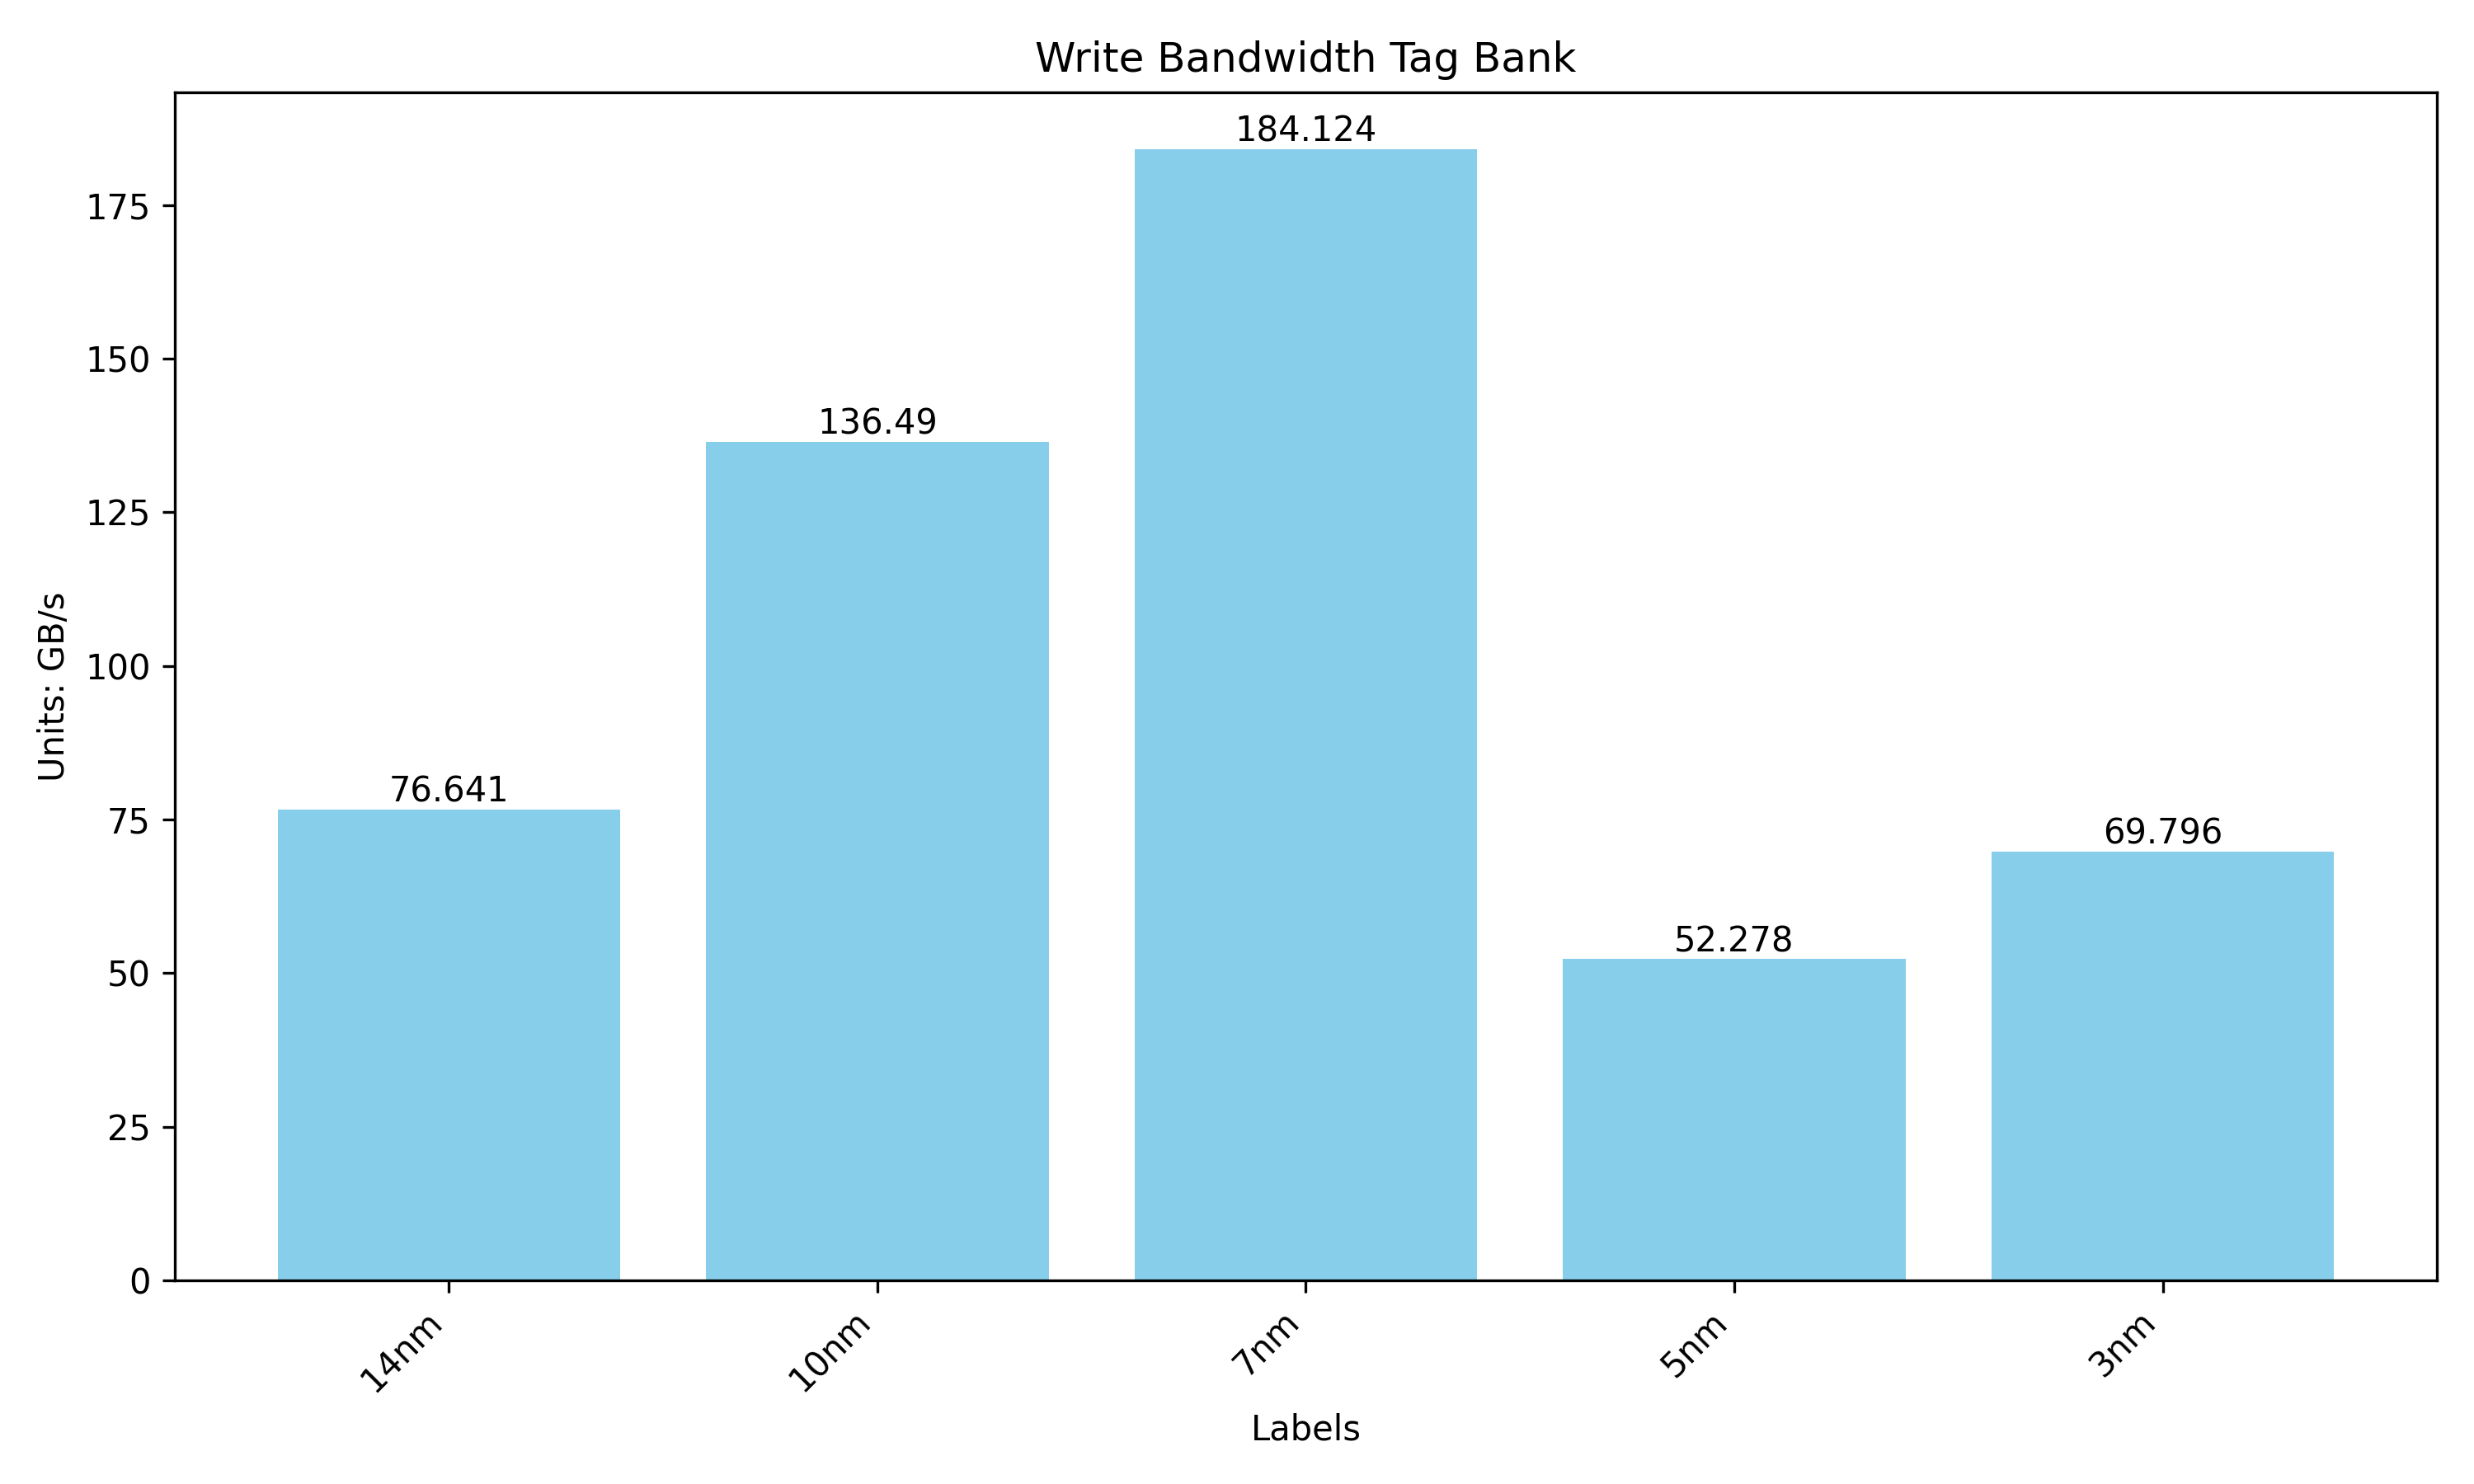 Write Bandwidth Tag Bank
Units: GB/s
175
150
125
100
75
50
25
0
76.641
136.49
184.124
52.278
69.796
14nm
10nm
7nm
5nm
3nm
Labels